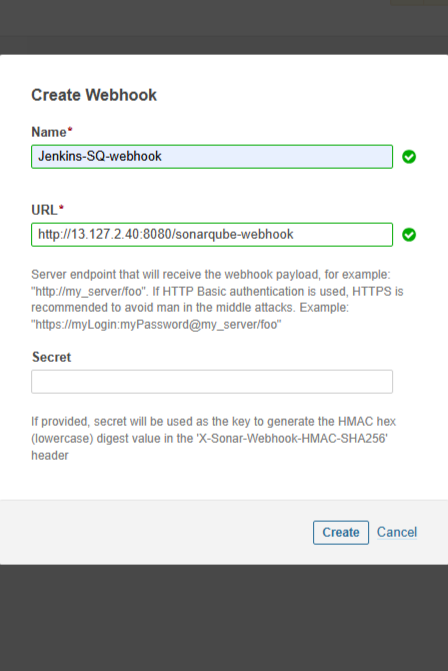 Create Webhook
Name*
Jenkins-SQ-webhook
URL*
http://13.127.2.40:8080/sonarqube-webhook
Server endpoint that will receive the webhook payload, for example:
"http://my_server/foo". If HTTP Basic authentication is used, HTTPS is
recommended to avoid man in the middle attacks. Example:
"https://myLogin:myPassword@my_server/foo"
Secret
If provided, secret will be used as the key to generate the HMAC hex
(lowercase) digest value in the 'X-Sonar-Webhook-HMAC-SHA256'
header
Create Cancel